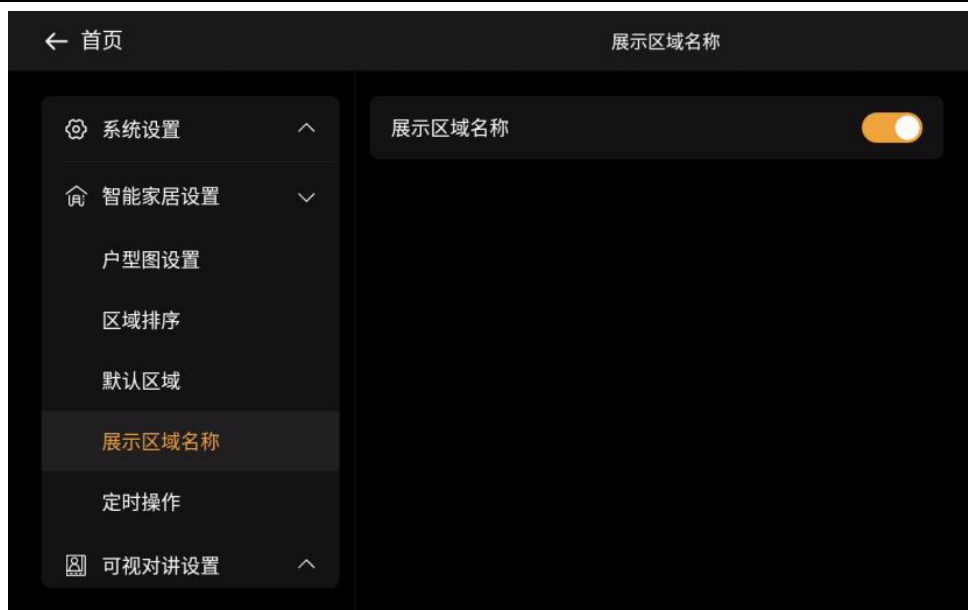 首页
展示区域名称
系统设置
智能家居设置
户型图设置
区域排序
默认区域
展示区域名称
定时操作
可视对讲设置
展示区域名称